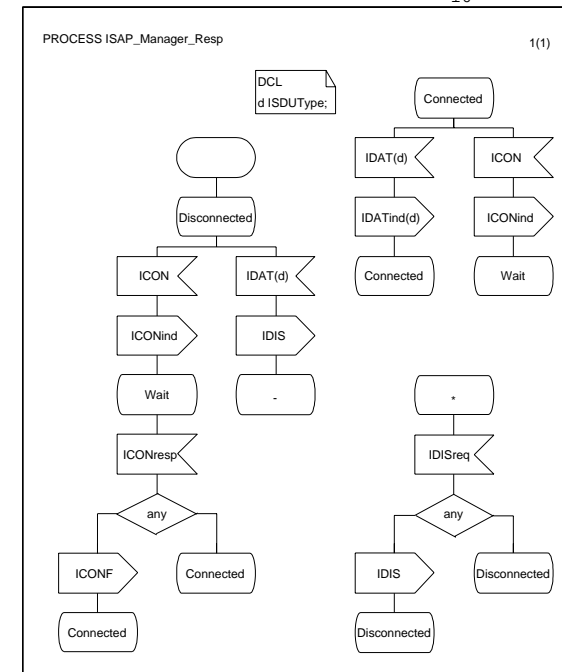 PROCESS ISAP_Manager_Resp
1(1)
DCL
d ISDUType;
Disconnected
ICON
IDAT(d)
ICONind
IDIS
Wait
-
ICONresp
any
ICONF
Connected
Connected
Connected
IDAT(d)
ICON
IDATind(d)
ICONind
Connected
Wait
*
IDISreq
any
IDIS
Disconnected
Disconnected